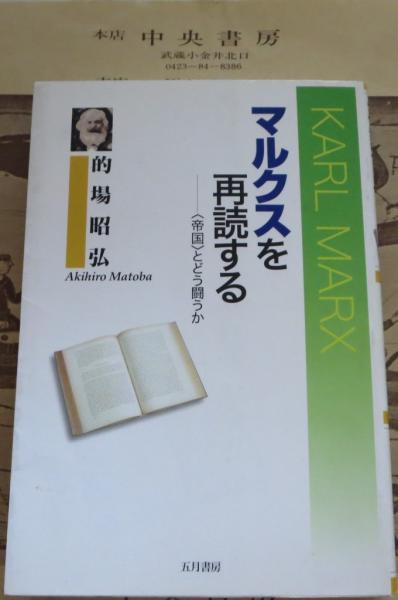 本店 中央書房
武蔵小金井北口
0423-84-8386
KARL MARX
マルクスを
再読する
──〈帝国〉とどう闘うか
的場昭弘
Akihiro Matoba
五月書房